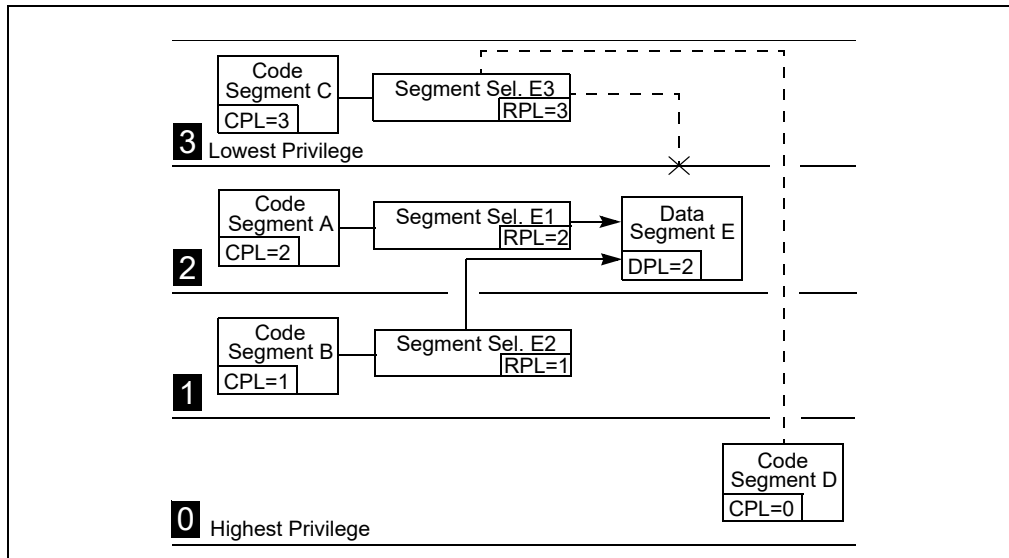 Code
Segment C
CPL=3
Segment Sel. E3
RPL=3
3 Lowest Privilege
Code
Segment A
CPL=2
Segment Sel. E1
RPL=2
Data
Segment E
DPL=2
2
Code
Segment B
CPL=1
Segment Sel. E2
RPL=1
1
Code
Segment D
CPL=0
0 Highest Privilege